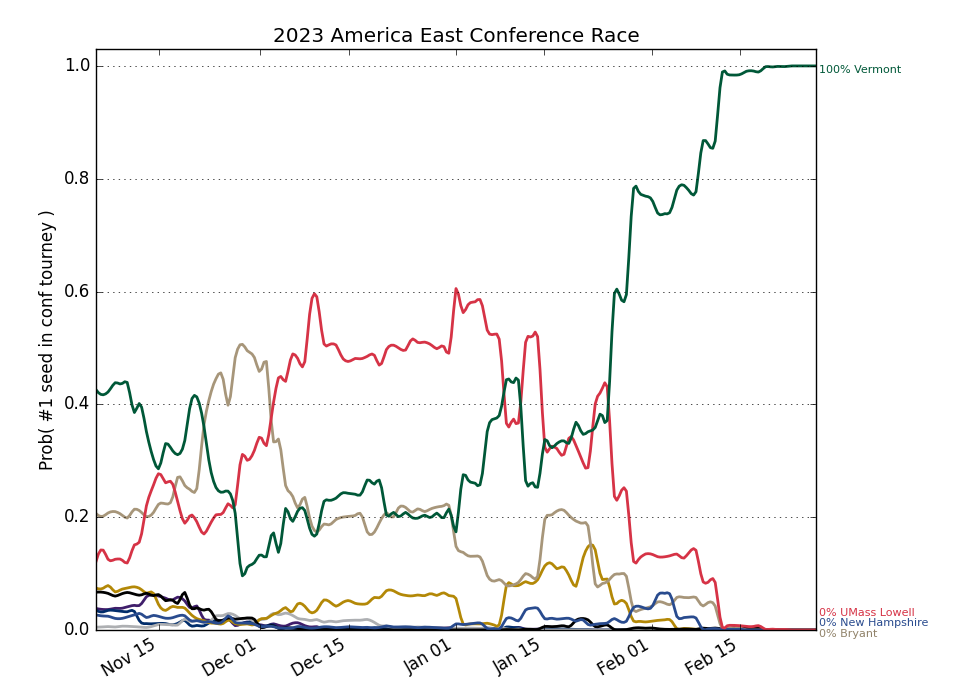 2023 America East Conference Race
Prob( #1 seed in conf tourney )
1.0
0.8
0.6
0.4
0.2
0.0
100% Vermont
0% UMass Lowell
0% New Hampshire
0% Bryant
Nov 15
Dec 01
Dec 15
Jan 01
Jan 15
Feb 01
Feb 15